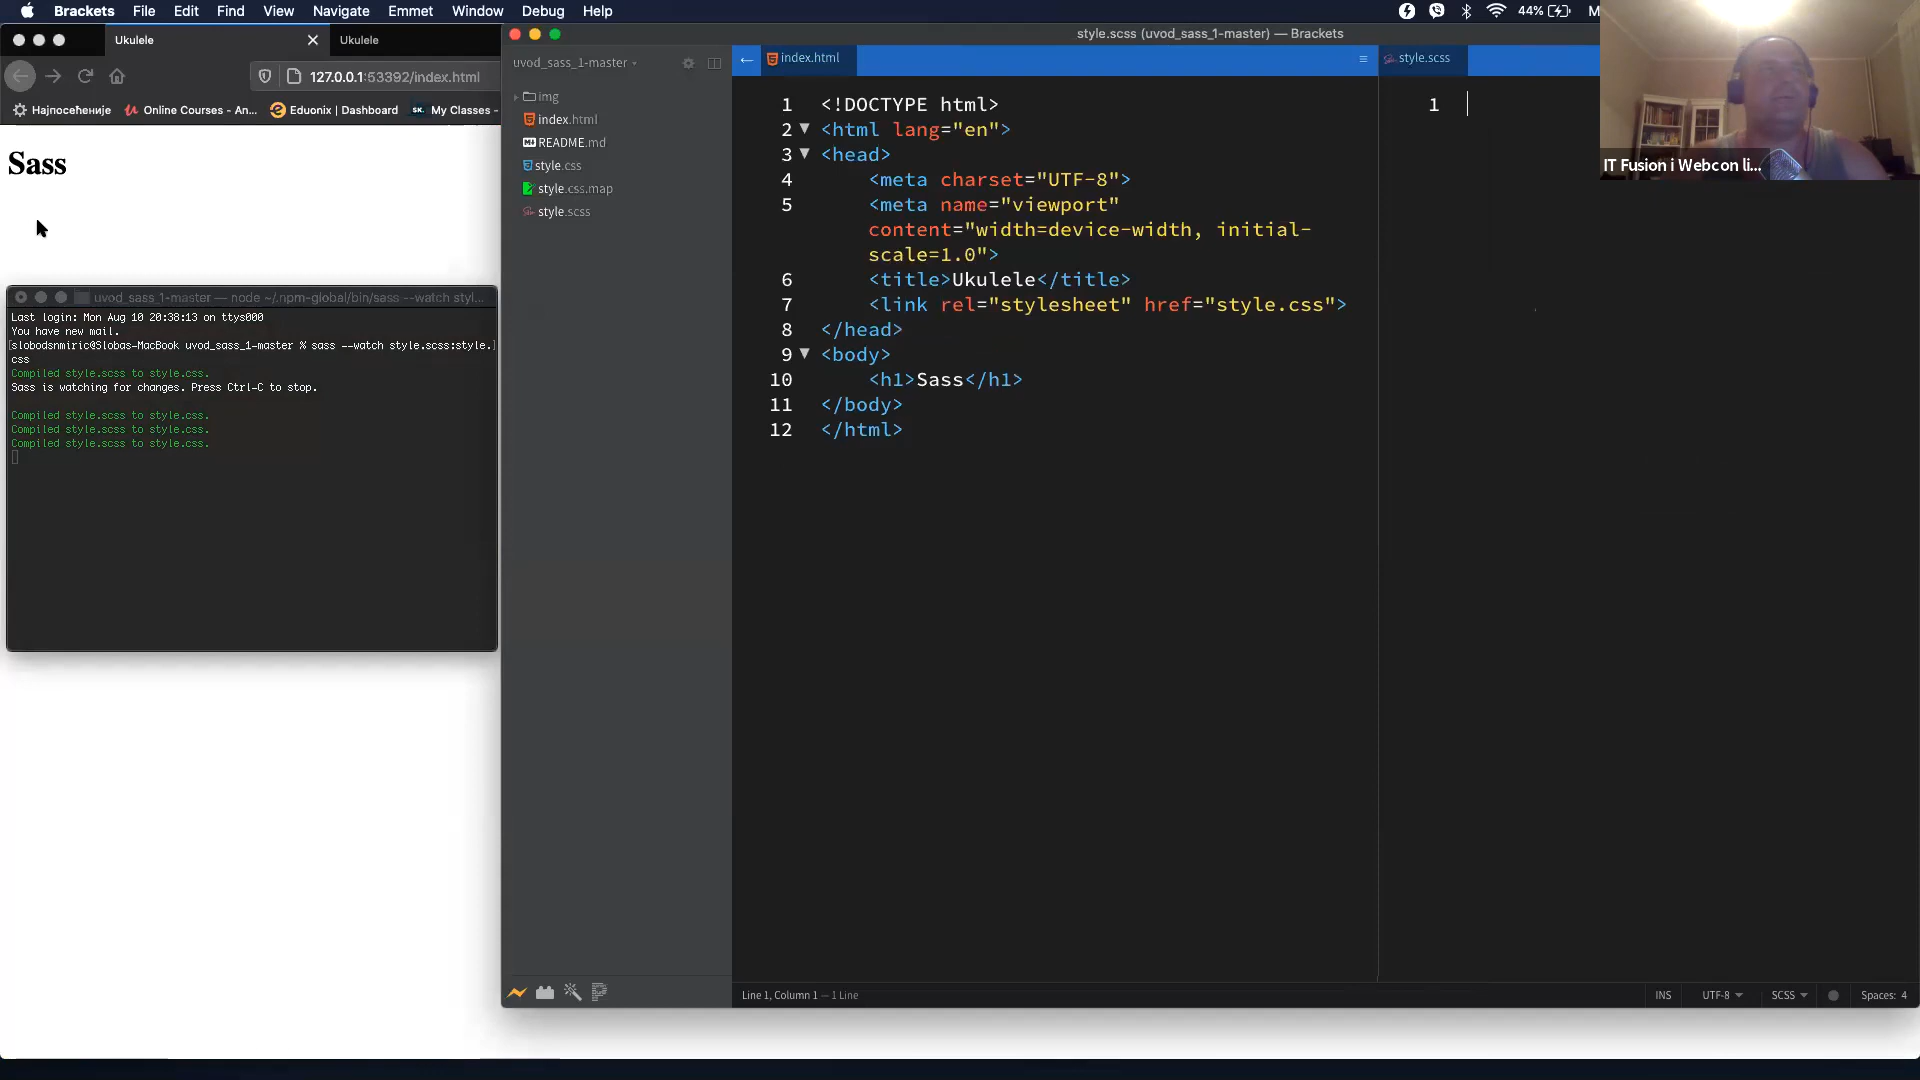 Brackets File Edit Find View Navigate Emmet Window Debug Help
44%
Ukulele
Ukulele
127.0.0.1:53392/index.html
Најпосећеније
Online Courses - An...
Eduonix | Dashboard
SK. My Classes -
Sass
uvod_sass_1-master — node ~/.npm-global/bin/sass --watch styl...
Last login: Mon Aug 10 20:38:13 on ttys000
You have new mail.
[slobodsnmiric@Slobas-MacBook uvod_sass_1-master % sass --watch style.scss:style.]
css
Compiled style.scss to style.css.
Sass is watching for changes. Press Ctrl-C to stop.
Compiled style.scss to style.css.
Compiled style.scss to style.css.
Compiled style.scss to style.css.
style.scss (uvod_sass_1-master) — Brackets
uvod_sass_1-master
img
index.html
README.md
style.css
style.css.map
style.scss
index.html
1 <!DOCTYPE html>
2 <html lang="en">
3 <head>
4 <meta charset="UTF-8">
5 <meta name="viewport"
content="width=device-width, initial-
scale=1.0">
6 <title>Ukulele</title>
7 <link rel="stylesheet" href="style.css">
8 </head>
9 <body>
10 <h1>Sass</h1>
11 </body>
12 </html>
style.scss
1
IT Fusion i Webcon li...
Line 1, Column 1 — 1 Line
INS
UTF-8
SCSS
Spaces: 4